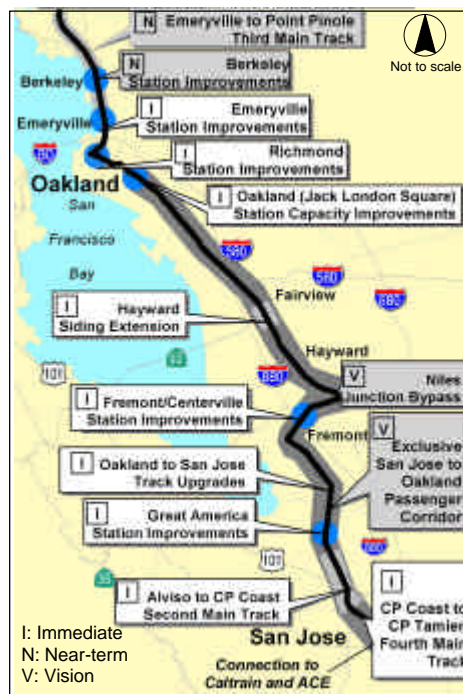 N
Emeryville to Point Pinole
Third Main Track
Not to scale
Berkeley
N
Berkeley
Station Improvements
Emeryville
I
Emeryville
Station Improvements
80
I
Richmond
Station Improvements
Oakland
I
Oakland (Jack London Square)
Station Capacity Improvements
San
Francisco
Bay
580
580
680
Fairview
I
Hayward
Siding Extension
Hayward
101
880
V
Niles
Junction Bypass
I
Fremont/Centerville
Station Improvements
Fremont
V
Exclusive
San Jose to
Oakland
Passenger
Corridor
I
Oakland to San Jose
Track Upgrades
I
Great America
Station Improvements
101
I
Alviso to CP Coast
Second Main Track
I
CP Coast to
CP Tamien
Fourth Main
Track
San Jose
Connection to
Caltrain and ACE
I: Immediate
N: Near-term
V: Vision